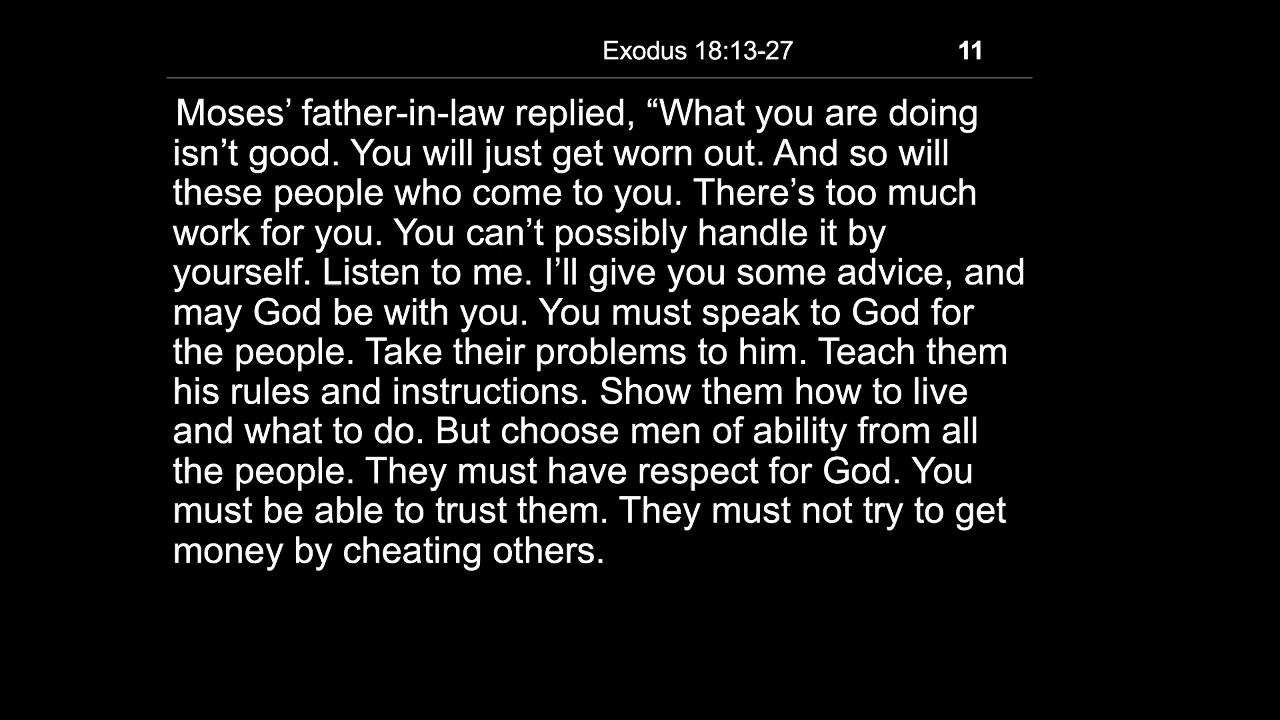 Exodus 18:13-27 11
Moses’ father-in-law replied, “What you are doing
isn’t good. You will just get worn out. And so will
these people who come to you. There’s too much
work for you. You can’t possibly handle it by
yourself. Listen to me. I’ll give you some advice, and
may God be with you. You must speak to God for
the people. Take their problems to him. Teach them
his rules and instructions. Show them how to live
and what to do. But choose men of ability from all
the people. They must have respect for God. You
must be able to trust them. They must not try to get
money by cheating others.